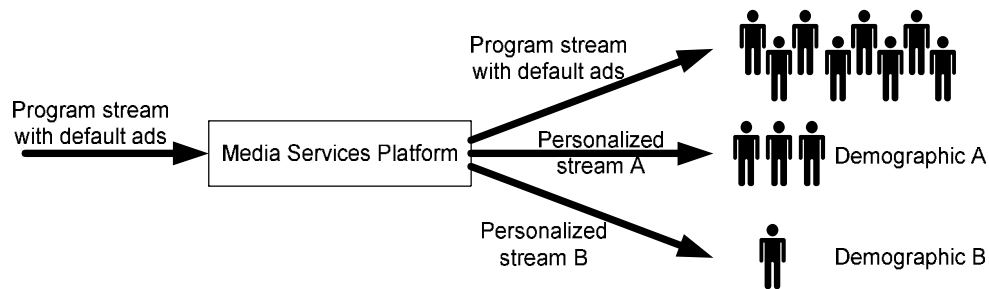 Program stream
with default ads
Media Services Platform
Program stream
with default ads
Personalized
stream A
Demographic A
Personalized
stream B
Demographic B